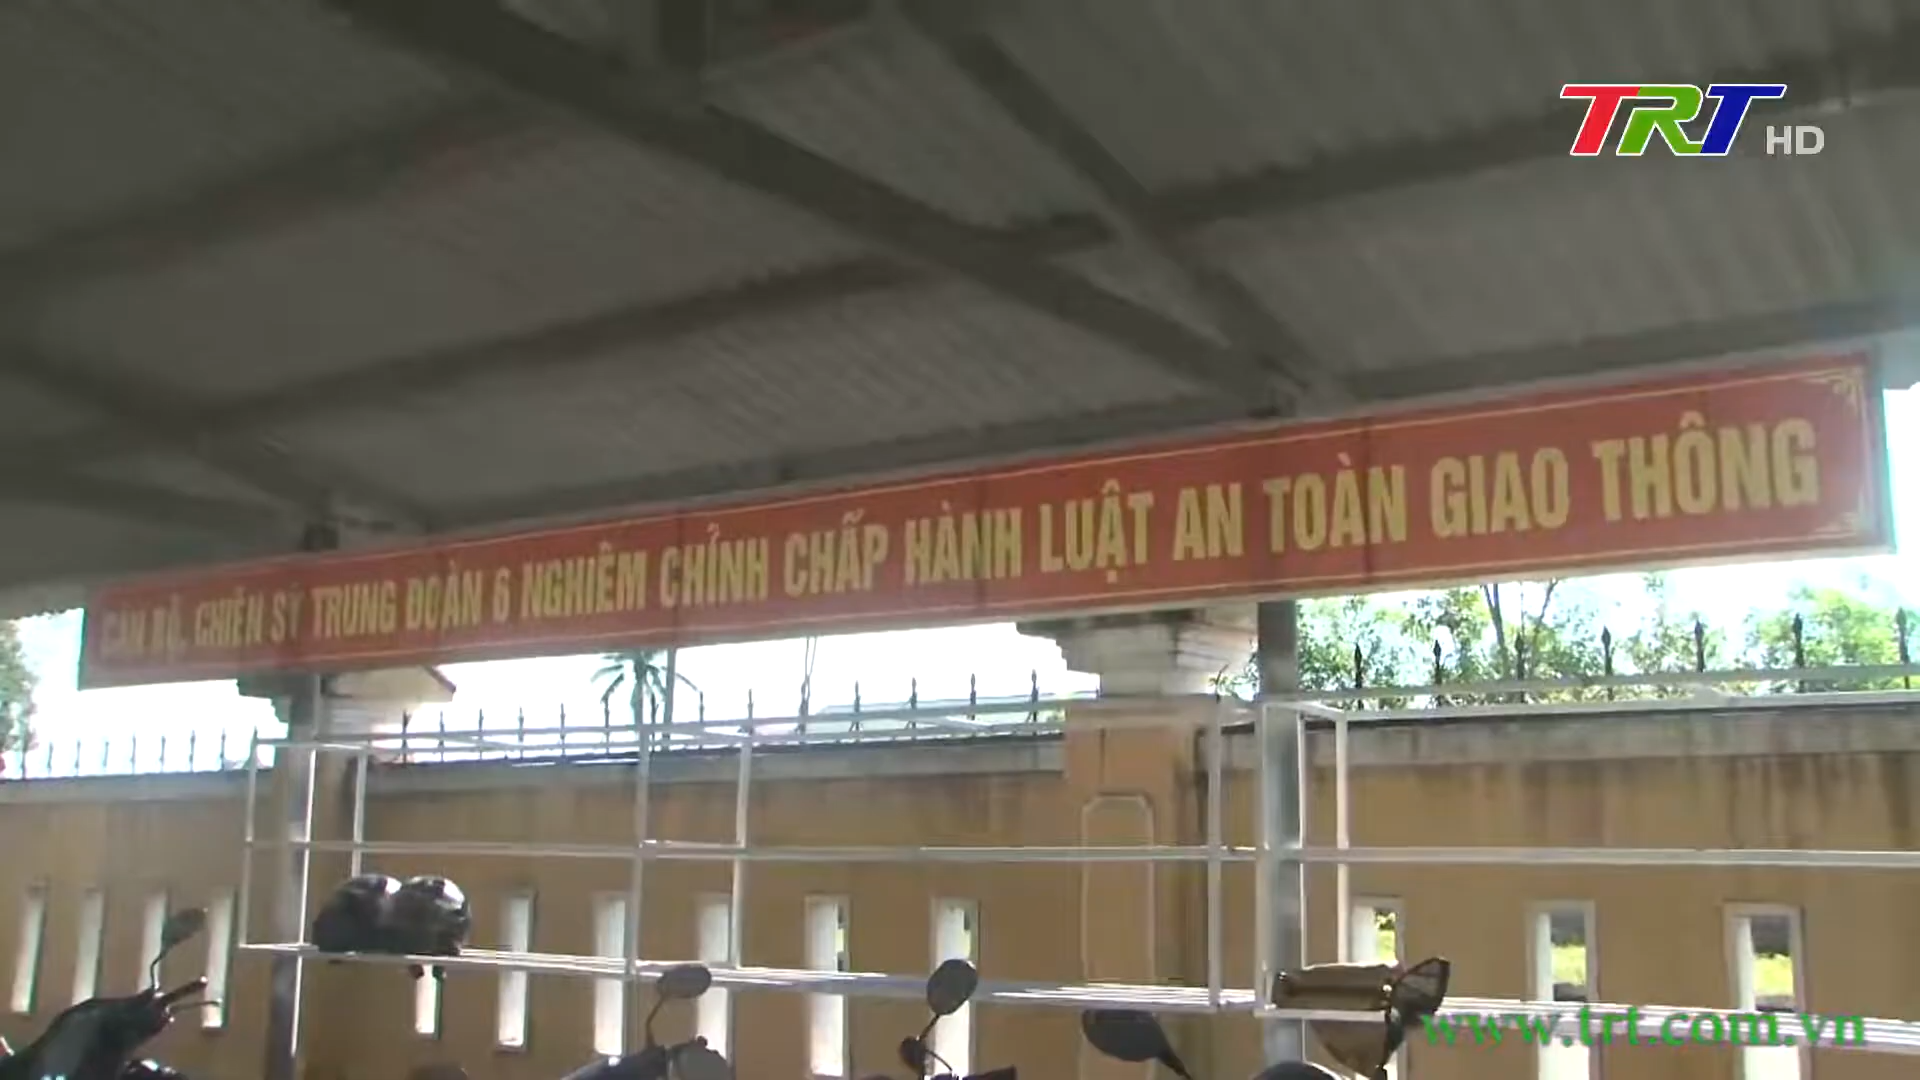 TRT HD
CÁN BỘ, CHIẾN SỸ TRUNG ĐOÀN 6 NGHIÊM CHỈNH CHẤP HÀNH LUẬT AN TOÀN GIAO THÔNG
www.trt.com.vn